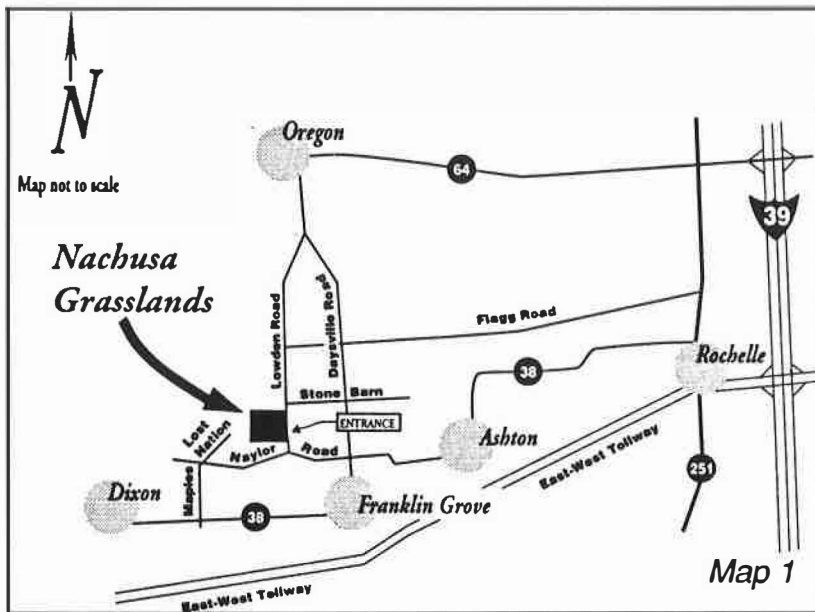 N
Map not to scale
Oregon
64
39
Nachusa
Grasslands
Lowden Road
Daysville Road
Flagg Road
Rochelle
38
Stone Barn
ENTRANCE
Lost
Nation
Naylor Road
Ashton
East-West Tollway
251
Dixon
Maples
38
Franklin Grove
East-West Tollway
Map 1